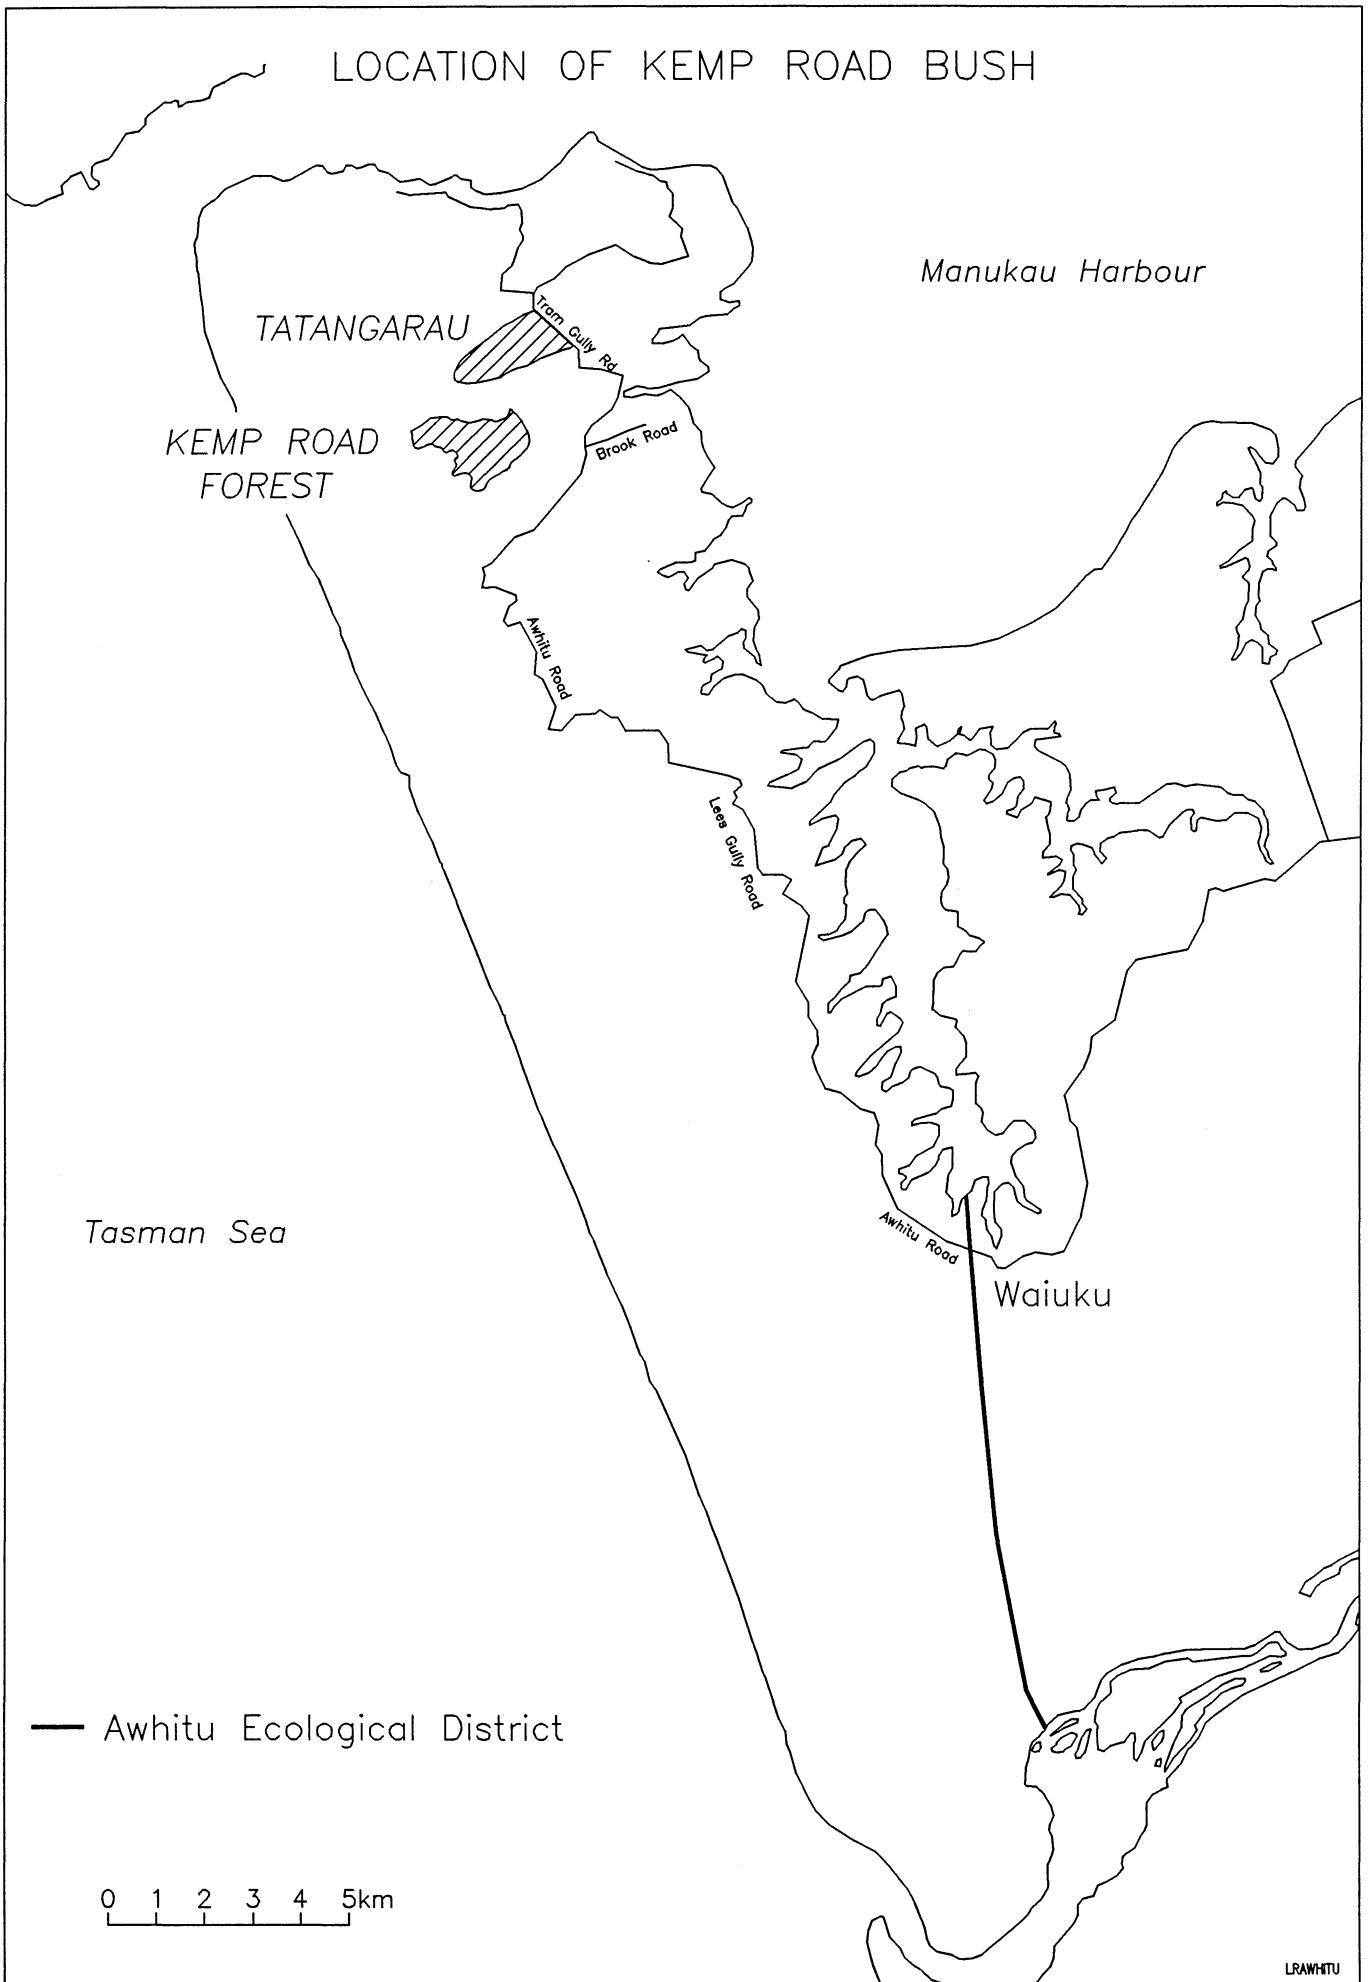 LOCATION OF KEMP ROAD BUSH
Manukau Harbour
TATANGARAU
Tram Gully Rd
KEMP ROAD
FOREST
Brook Road
Awhitu Road
Lees Gully Road
Tasman Sea
Awhitu Road
Waiuku
Awhitu Ecological District
0 1 2 3 4 5km
LRAWHITU